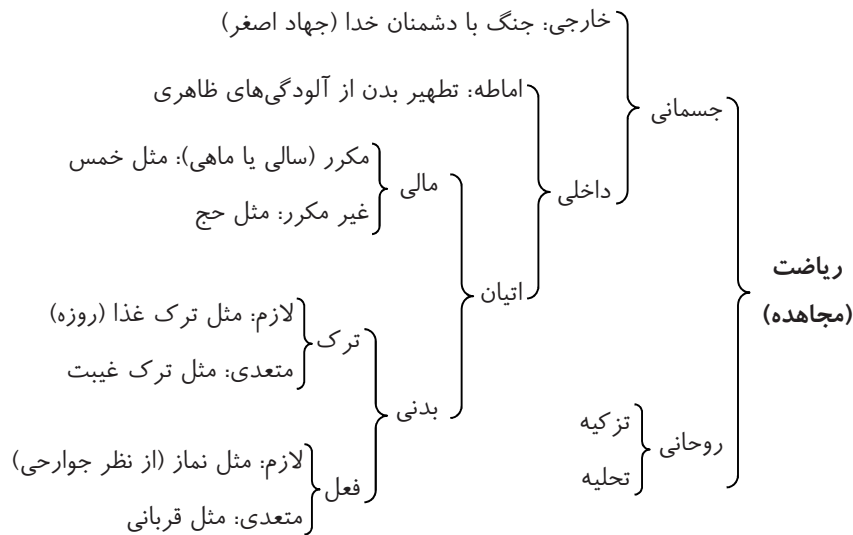 ریاضت
(مجاهده)
جسمانی
خارجی: جنگ با دشمنان خدا (جهاد اصغر)
داخلی
اماطه: تطهیر بدن از آلودگی‌های ظاهری
اتیان
مالی
مکرر (سالی یا ماهی): مثل خمس
غیر مکرر: مثل حج
بدنی
ترک
لازم: مثل ترک غذا (روزه)
متعدی: مثل ترک غیبت
فعل
لازم: مثل نماز (از نظر جوارحی)
متعدی: مثل قربانی
روحانی
تزکیه
تحلیه